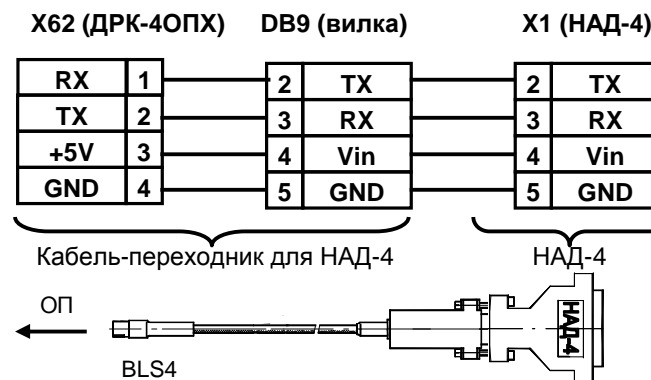 X62 (ДРК-4ОПХ) DB9 (вилка) X1 (НАД-4)
RX 1 2 TX 2 TX
TX 2 3 RX 3 RX
+5V 3 4 Vin 4 Vin
GND 4 5 GND 5 GND
Кабель-переходник для НАД-4 НАД-4
ОП
НАД-4
BLS4